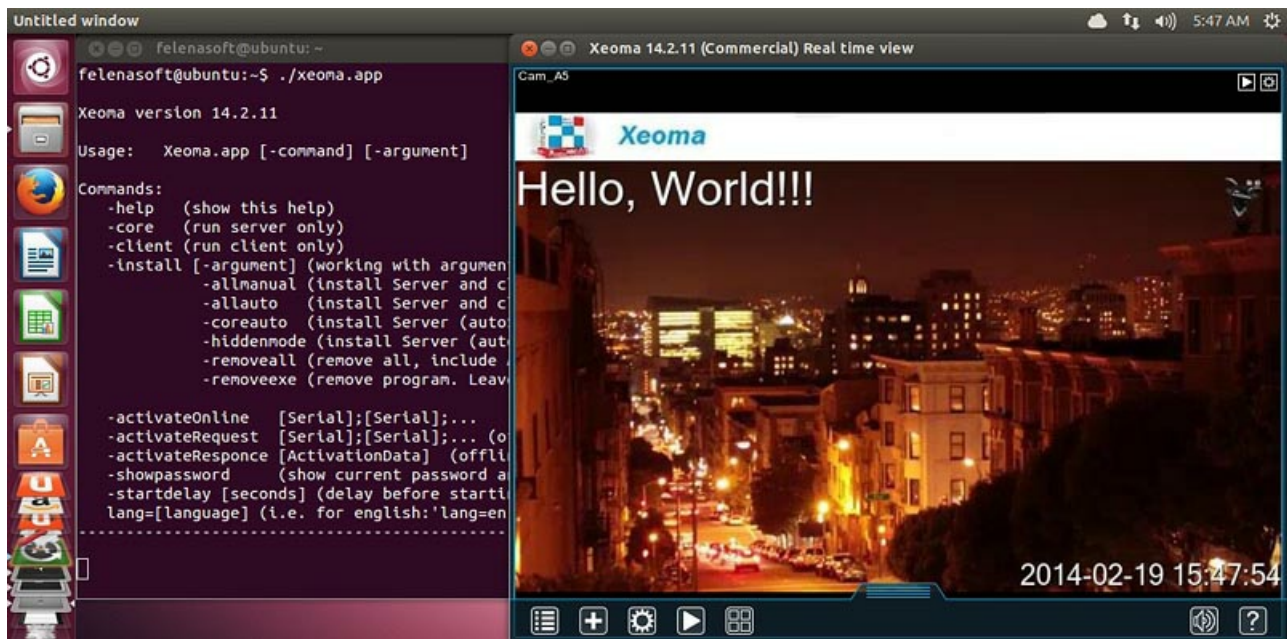 Untitled window
5:47 AM
felenasoft@ubuntu: ~
felenasoft@ubuntu:~$ ./xeoma.app
Xeoma version 14.2.11
Usage: Xeoma.app [-command] [-argument]
Commands:
-help (show this help)
-core (run server only)
-client (run client only)
-install [-argument] (working with argumen
-allmanual (install Server and c
-allauto (install Server and c
-coreauto (install Server (auto
-hiddenmode (install Server (aut
-removeall (remove all, include
-removeexe (remove program. Leav
-activateOnline [Serial];[Serial];...
-activateRequest [Serial];[Serial];... (o
-activateResponce [ActivationData] (offli
-showpassword (show current password a
-startdelay [seconds] (delay before starti
lang=[language] (i.e. for english:'lang=en
--------------------------------------------
Xeoma 14.2.11 (Commercial) Real time view
Cam_A5
Xeoma
Hello, World!!!
2014-02-19 15:47:54
?